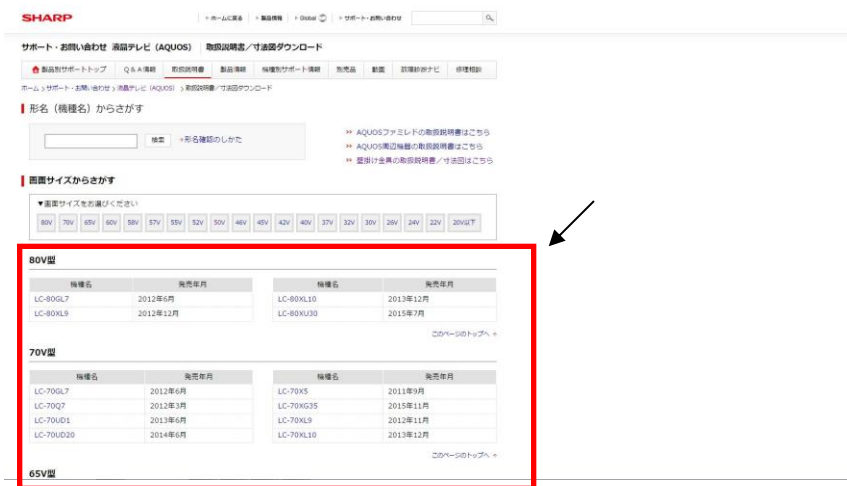 SHARP
ホームに戻る 製品情報 Global サポート・お問い合わせ
サポート・お問い合わせ 液晶テレビ（AQUOS） 取扱説明書／寸法図ダウンロード
製品別サポートトップ Q&A情報 取扱説明書 製品情報 機種別サポート情報 別売品 動画 故障診断ナビ 修理相談
ホーム > サポート・お問い合わせ > 液晶テレビ（AQUOS） > 取扱説明書／寸法図ダウンロード
形名（機種名）からさがす
検索 形名確認のしかた
AQUOSファミレドの取扱説明書はこちら
AQUOS周辺機器の取扱説明書はこちら
壁掛け金具の取扱説明書／寸法図はこちら
画面サイズからさがす
▼画面サイズをお選びください
80V 70V 65V 60V 58V 57V 55V 52V 50V 46V 45V 42V 40V 37V 32V 30V 26V 24V 22V 20V以下
80V型
機種名 発売年月 機種名 発売年月
LC-80GL7 2012年6月 LC-80XL10 2013年12月
LC-80XL9 2012年12月 LC-80XU30 2015年7月
このページのトップへ
70V型
機種名 発売年月 機種名 発売年月
LC-70GL7 2012年6月 LC-70X5 2011年9月
LC-70Q7 2012年3月 LC-70XG35 2015年11月
LC-70UD1 2013年6月 LC-70XL9 2012年11月
LC-70UD20 2014年6月 LC-70XL10 2013年12月
このページのトップへ
65V型